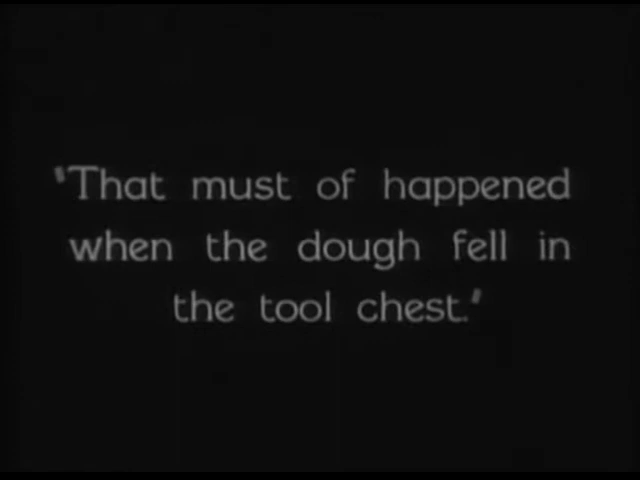 "That must of happened
when the dough fell in
the tool chest."